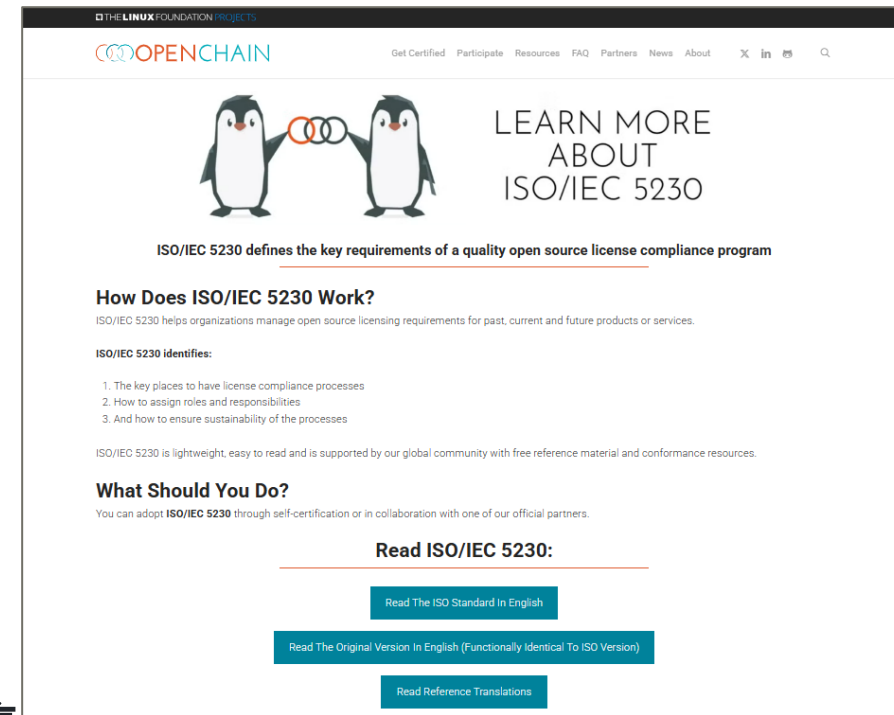 THE LINUX FOUNDATION PROJECTS
OPENCHAIN
Get Certified Participate Resources FAQ Partners News About
LEARN MORE
ABOUT
ISO/IEC 5230
ISO/IEC 5230 defines the key requirements of a quality open source license compliance program
How Does ISO/IEC 5230 Work?
ISO/IEC 5230 helps organizations manage open source licensing requirements for past, current and future products or services.
ISO/IEC 5230 identifies:
1. The key places to have license compliance processes
2. How to assign roles and responsibilities
3. And how to ensure sustainability of the processes
ISO/IEC 5230 is lightweight, easy to read and is supported by our global community with free reference material and conformance resources.
What Should You Do?
You can adopt ISO/IEC 5230 through self-certification or in collaboration with one of our official partners.
Read ISO/IEC 5230:
Read The ISO Standard In English
Read The Original Version In English (Functionally Identical To ISO Version)
Read Reference Translations